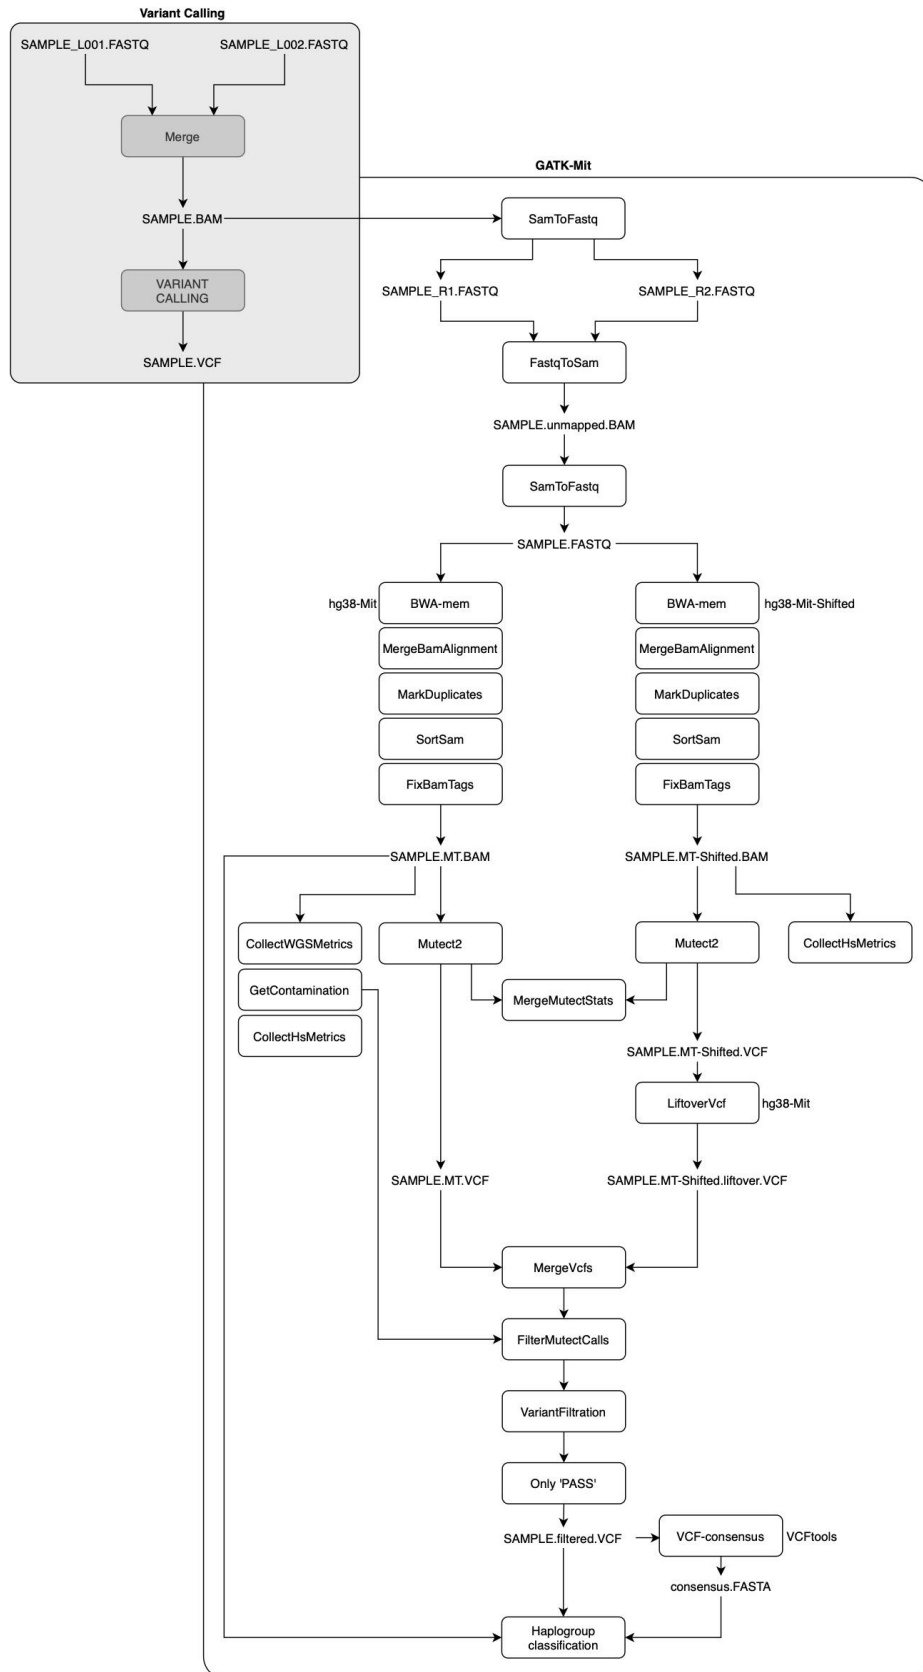 Variant Calling
SAMPLE_L001.FASTQ
SAMPLE_L002.FASTQ
Merge
GATK-Mit
SAMPLE.BAM
SamToFastq
VARIANT
CALLING
SAMPLE_R1.FASTQ
SAMPLE_R2.FASTQ
SAMPLE.VCF
FastqToSam
SAMPLE.unmapped.BAM
SamToFastq
SAMPLE.FASTQ
hg38-Mit
BWA-mem
BWA-mem
hg38-Mit-Shifted
MergeBamAlignment
MergeBamAlignment
MarkDuplicates
MarkDuplicates
SortSam
SortSam
FixBamTags
FixBamTags
SAMPLE.MT.BAM
SAMPLE.MT-Shifted.BAM
CollectWGSMetrics
Mutect2
Mutect2
CollectHsMetrics
GetContamination
MergeMutectStats
CollectHsMetrics
SAMPLE.MT-Shifted.VCF
LiftoverVcf
hg38-Mit
SAMPLE.MT.VCF
SAMPLE.MT-Shifted.liftover.VCF
MergeVcfs
FilterMutectCalls
VariantFiltration
Only 'PASS'
SAMPLE.filtered.VCF
VCF-consensus
VCFtools
consensus.FASTA
Haplogroup
classification